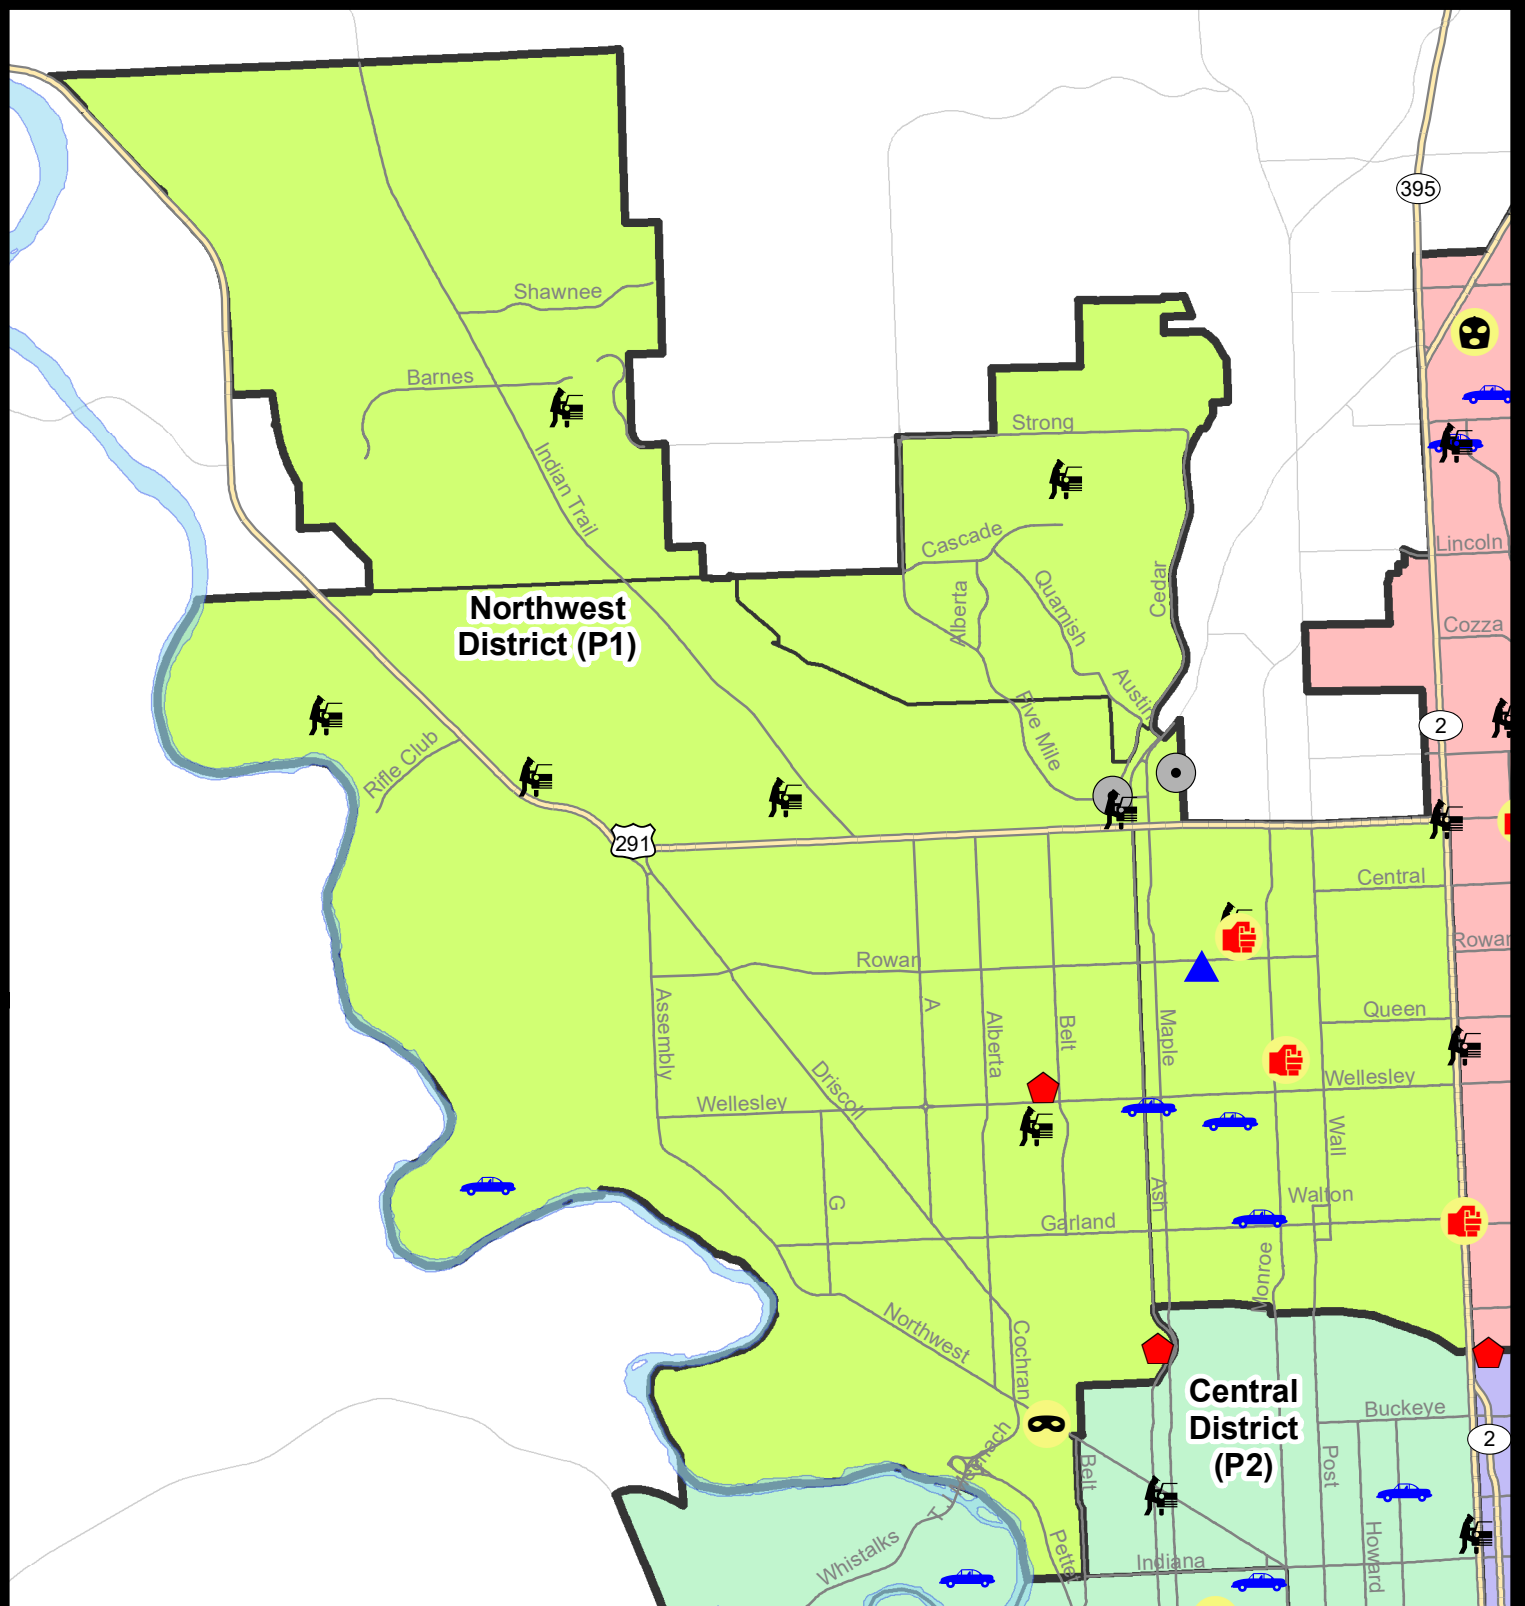 395
Shawnee
Barnes
Strong
Indian Trail
Cascade
Lincoln
Cedar
Quamish
Alberta
Northwest
District (P1)
Cozza
Austin
Five Mile
2
Rifle Club
291
Central
Rowan
Rowan
Assembly
A
Alberta
Belt
Maple
Queen
Driscoll
Wellesley
Wellesley
Wall
G
Ash
Walton
Garland
Monroe
Northwest
Cochran
Central
District
(P2)
Buckeye
2
Belt
Post
Whistalks
Indiana
Howard